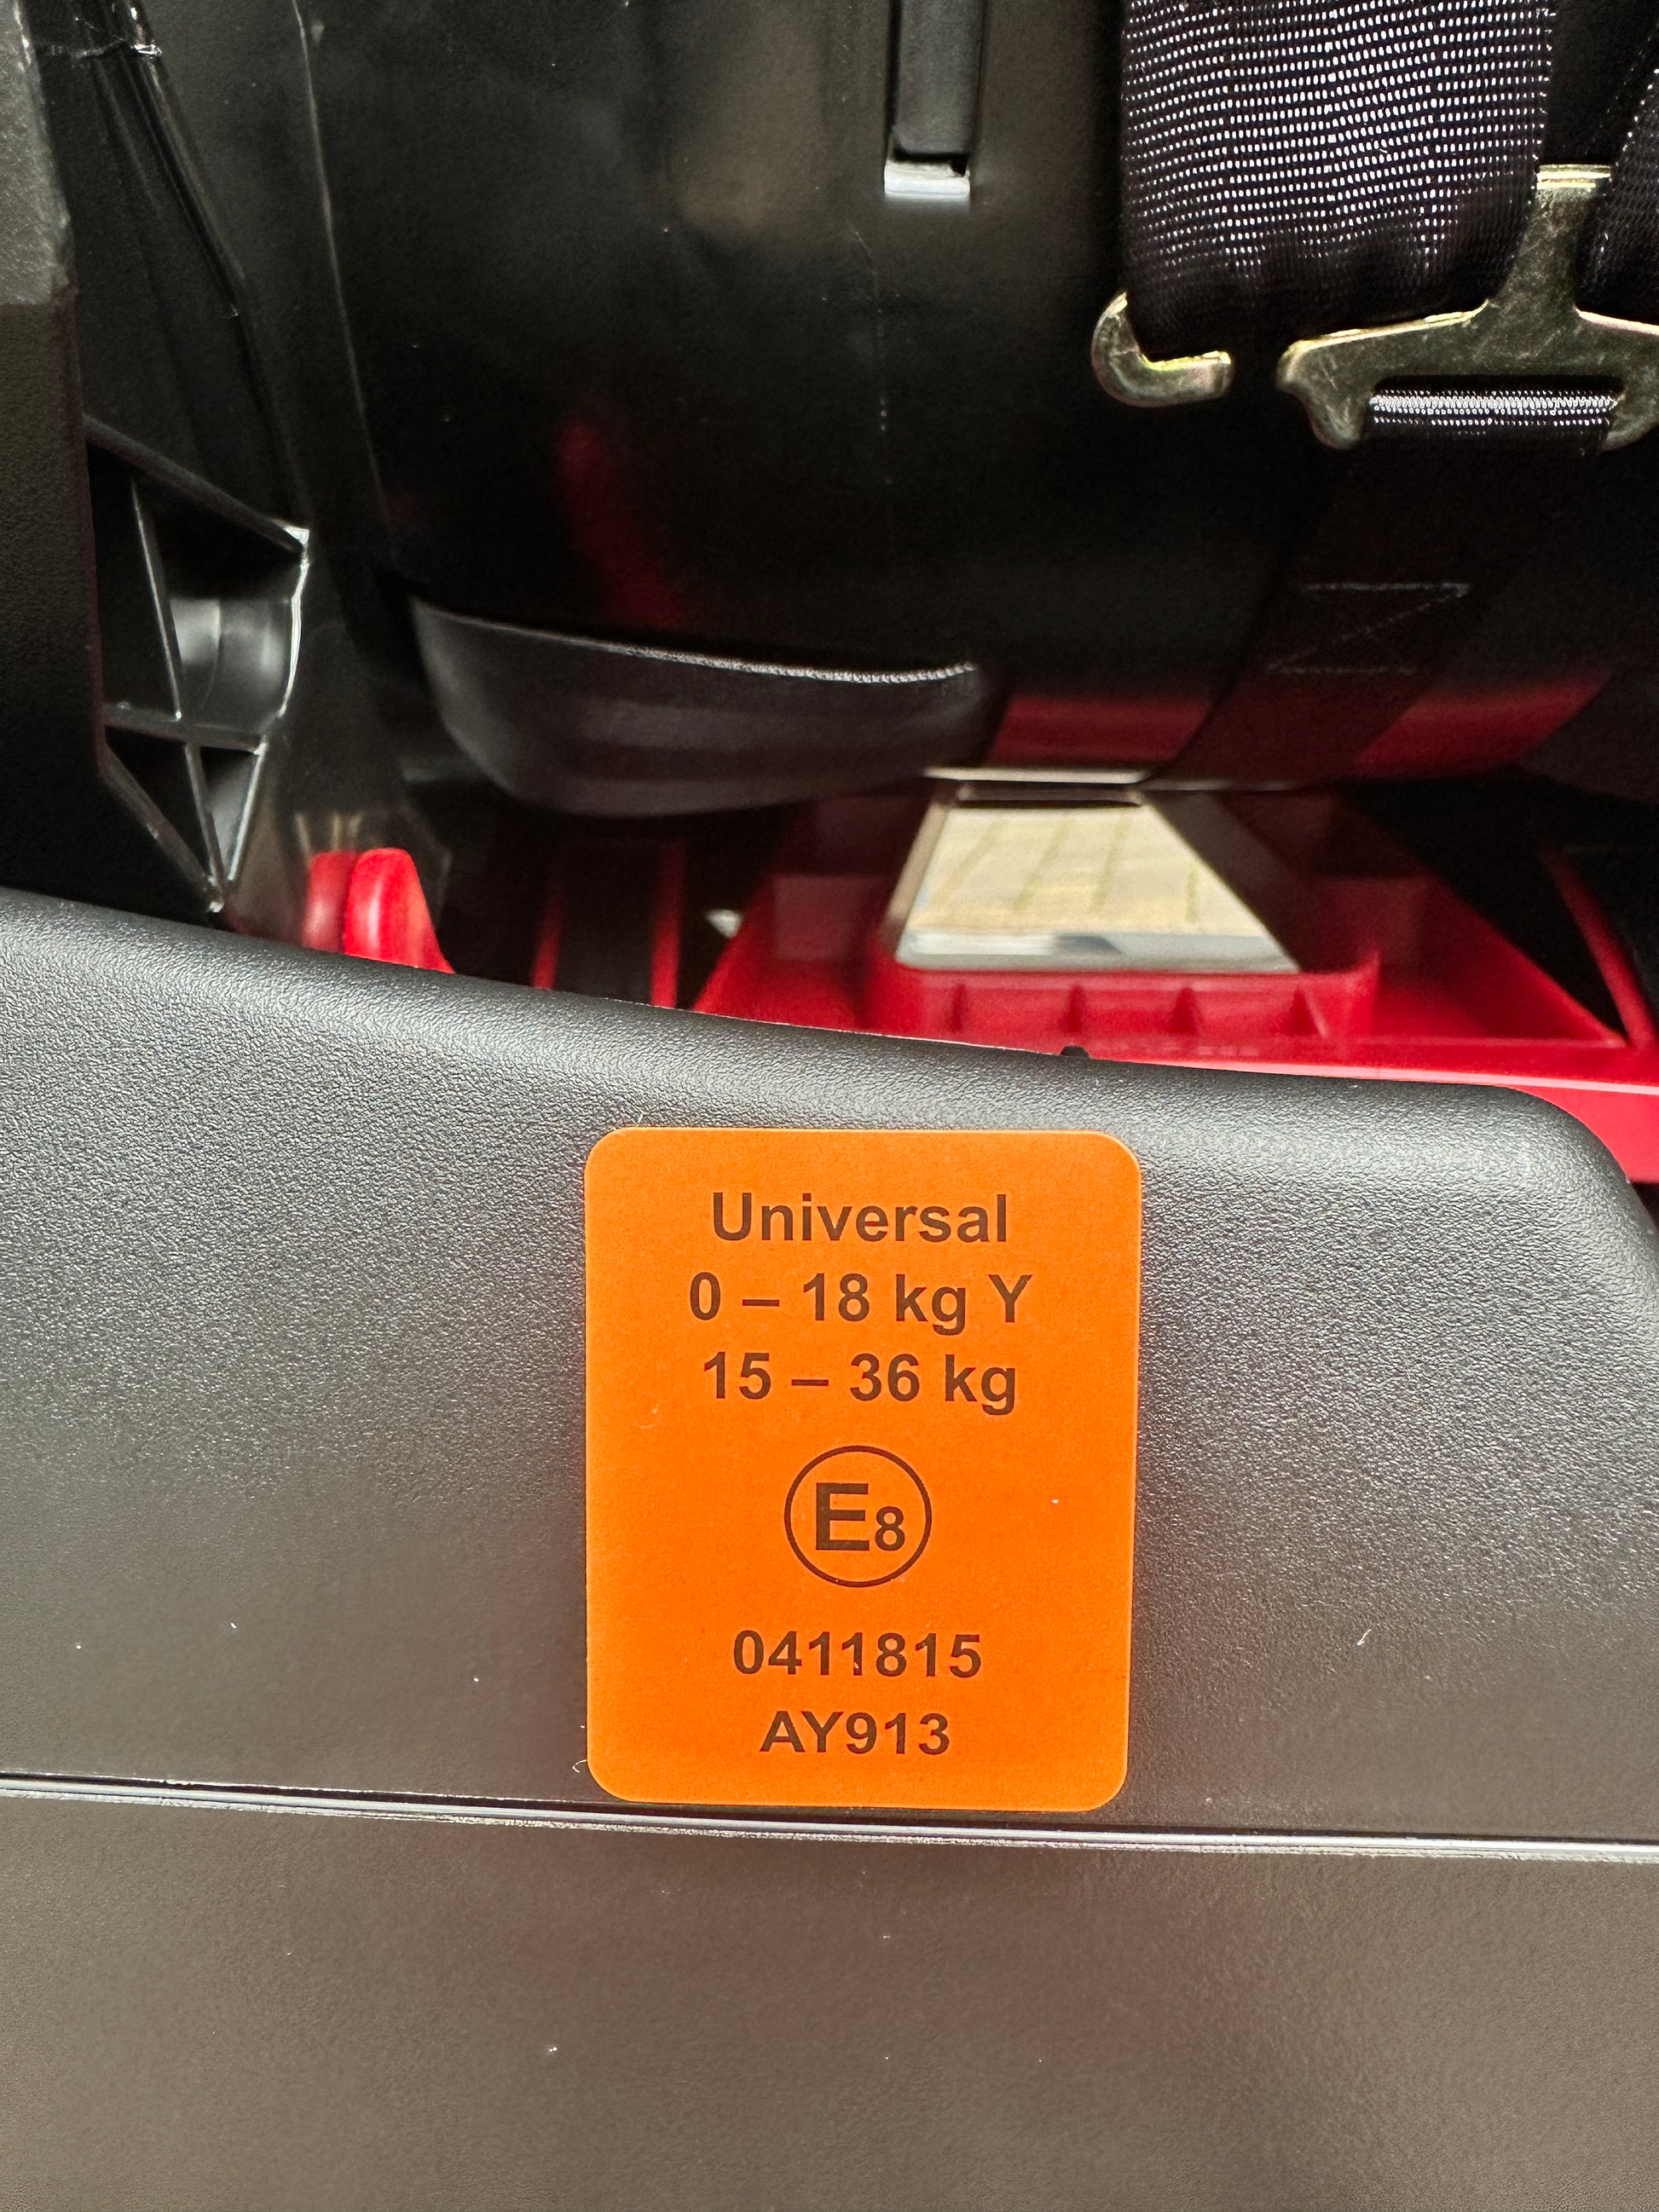 Universal
0 – 18 kg Y
15 – 36 kg
E8
0411815
AY913